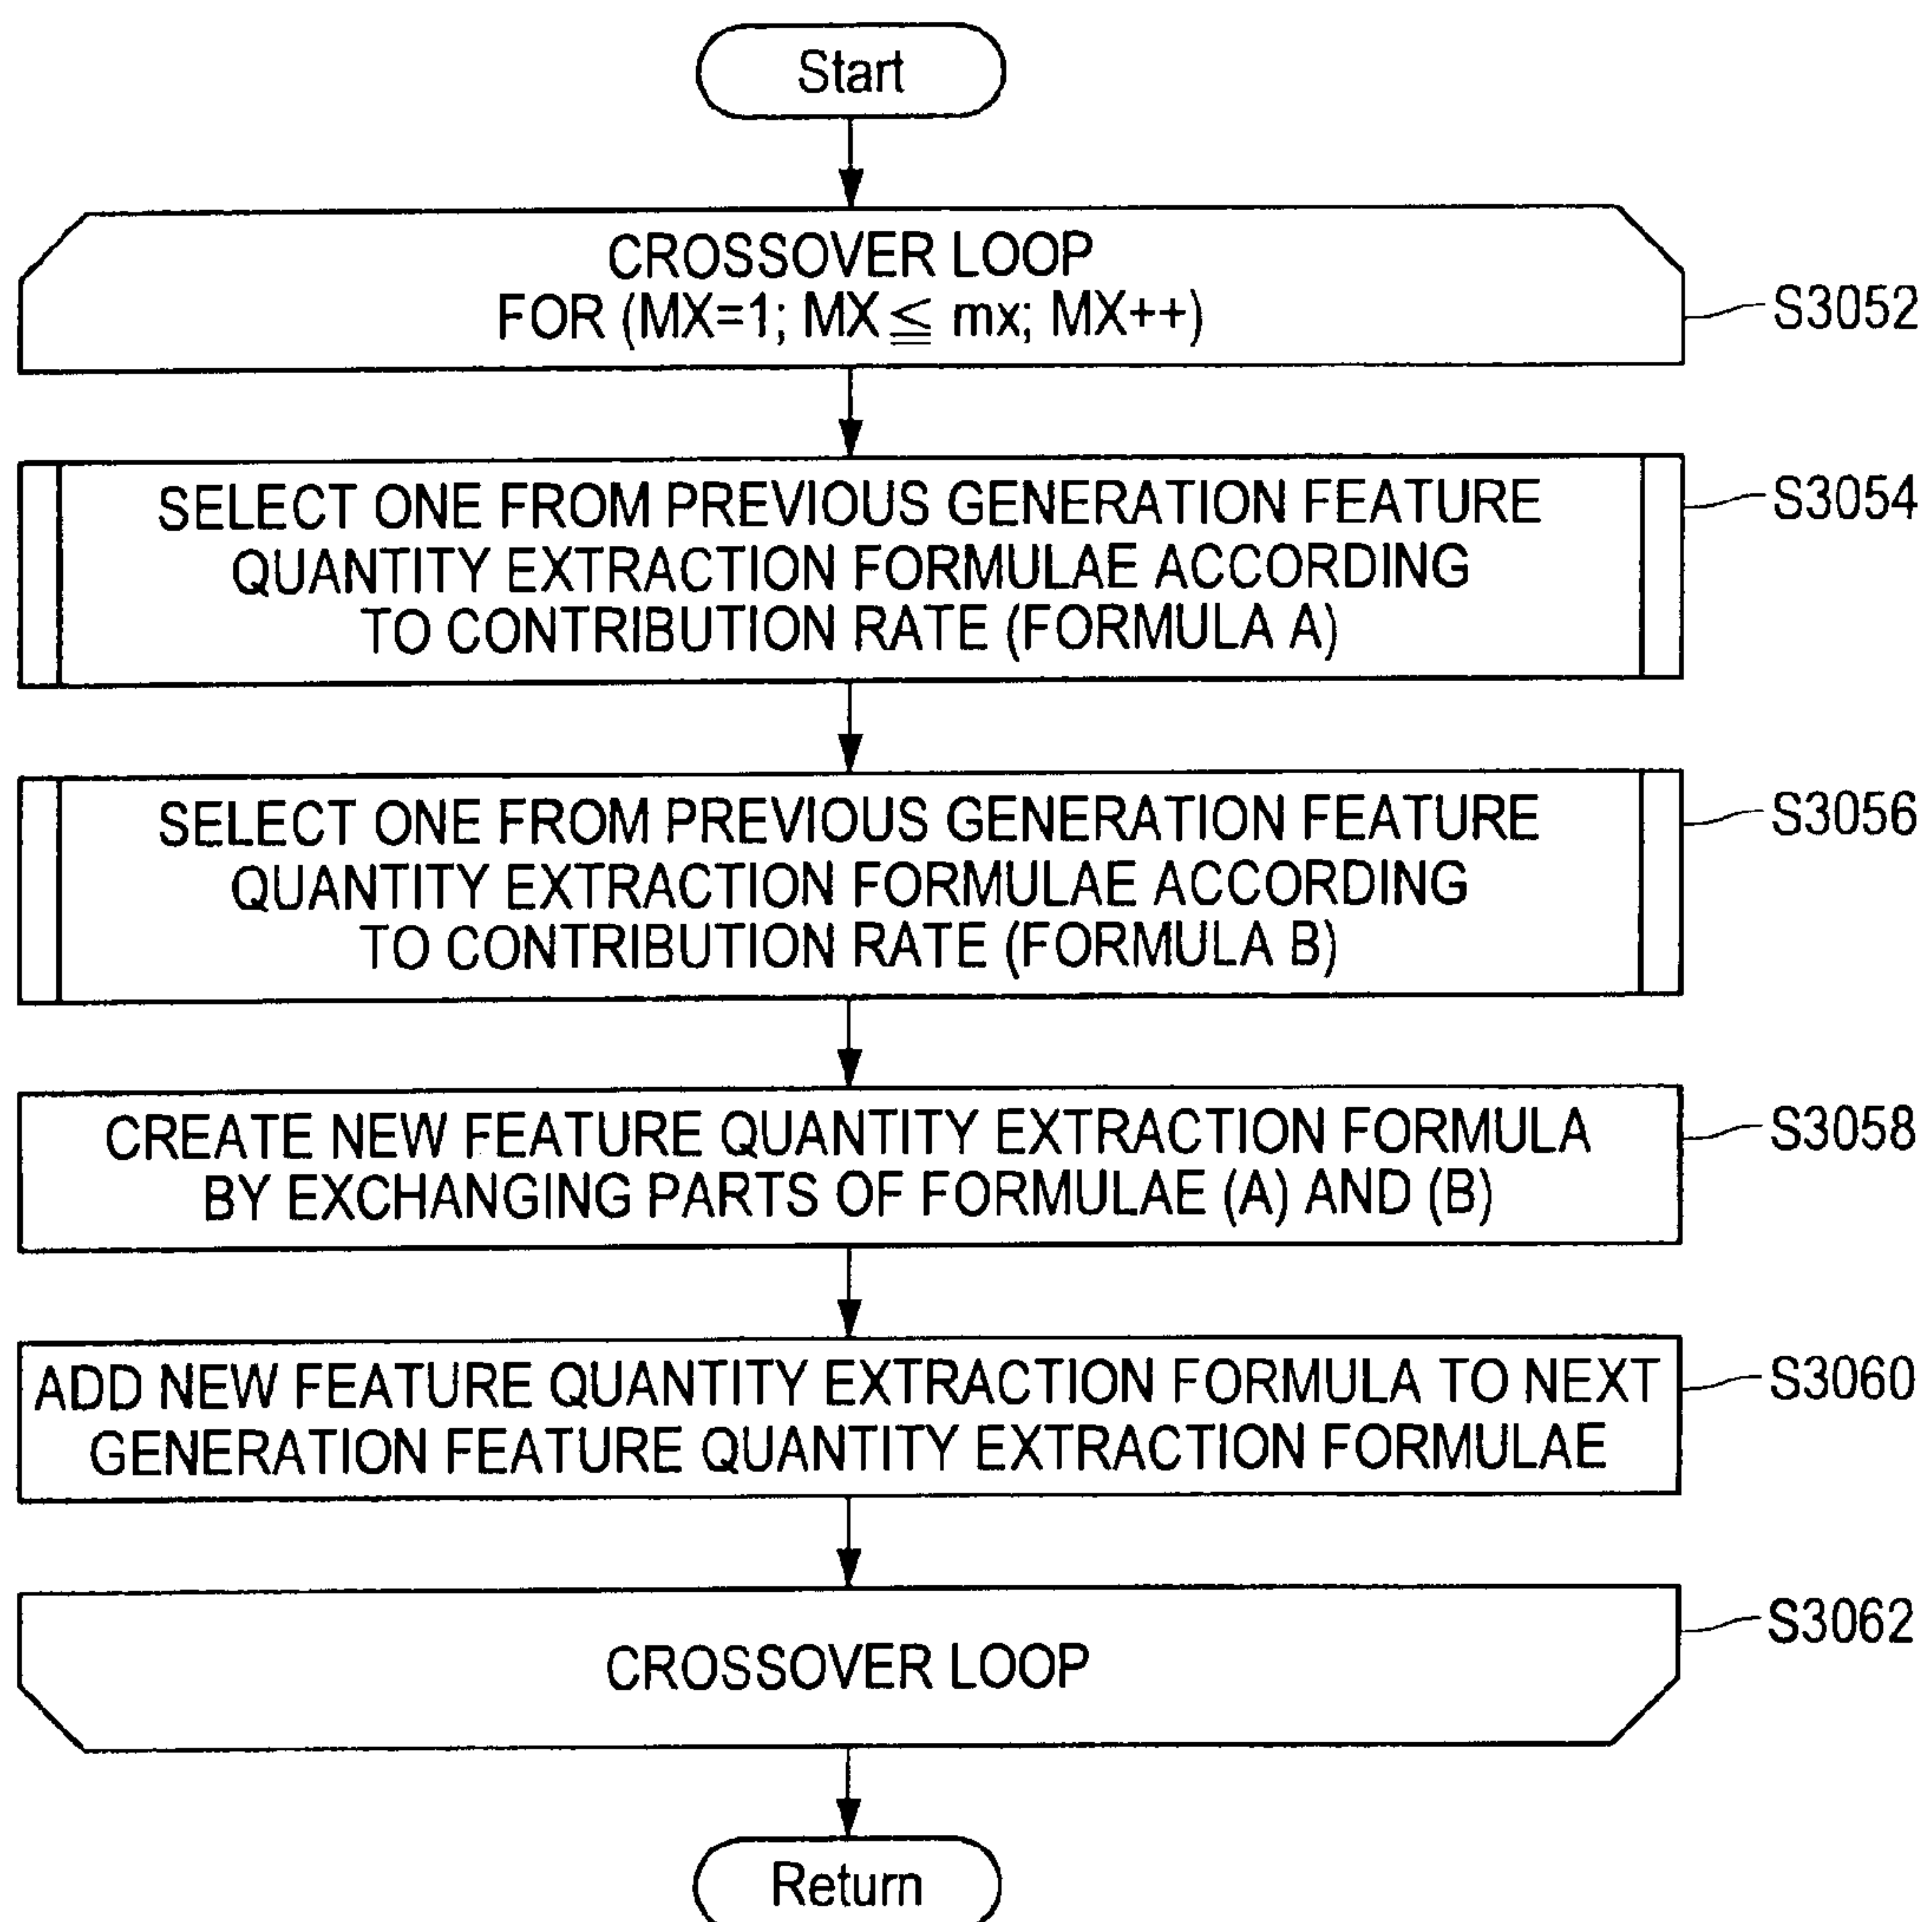 Start
CROSSOVER LOOP
FOR (MX=1; MX ≦ mx; MX++)
S3052
SELECT ONE FROM PREVIOUS GENERATION FEATURE
QUANTITY EXTRACTION FORMULAE ACCORDING
TO CONTRIBUTION RATE (FORMULA A)
S3054
SELECT ONE FROM PREVIOUS GENERATION FEATURE
QUANTITY EXTRACTION FORMULAE ACCORDING
TO CONTRIBUTION RATE (FORMULA B)
S3056
CREATE NEW FEATURE QUANTITY EXTRACTION FORMULA
BY EXCHANGING PARTS OF FORMULAE (A) AND (B)
S3058
ADD NEW FEATURE QUANTITY EXTRACTION FORMULA TO NEXT
GENERATION FEATURE QUANTITY EXTRACTION FORMULAE
S3060
CROSSOVER LOOP
S3062
Return